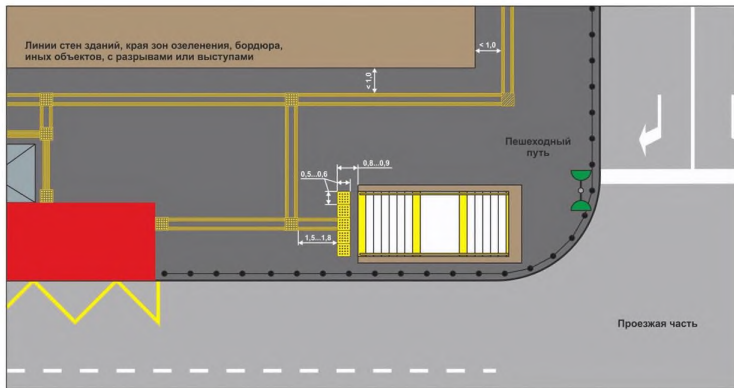 Линии стен зданий, края зон озеленения, бордюра,
иных объектов, с разрывами или выступами
< 1,0
< 1,0
Пешеходный
путь
0,8...0,9
0,5...0,6
1,5...1,8
Проезжая часть